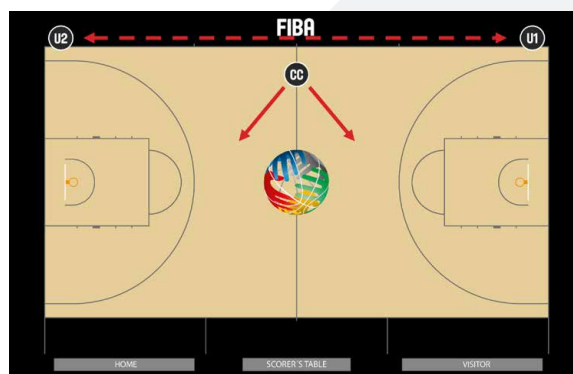 FIBA
U2
U1
CC
HOME
SCORER'S TABLE
VISITOR